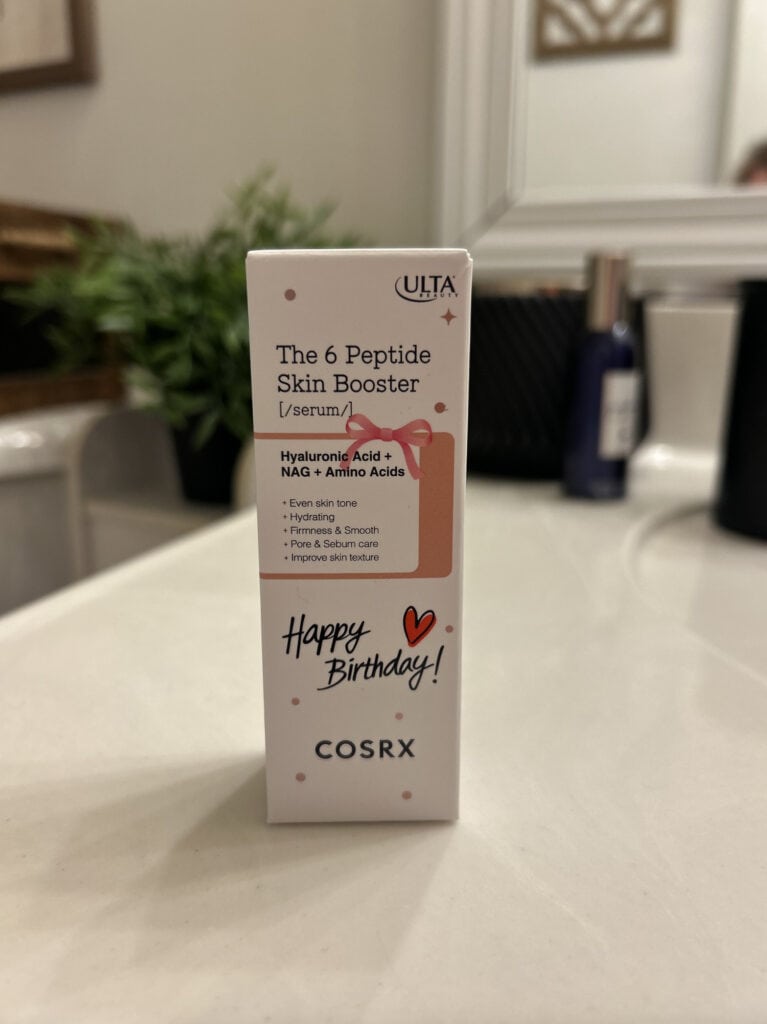 ULTA
BEAUTY
The 6 Peptide
Skin Booster
[/serum/]
Hyaluronic Acid +
NAG + Amino Acids
+ Even skin tone
+ Hydrating
+ Firmness & Smooth
+ Pore & Sebum care
+ Improve skin texture
Happy
Birthday!
COSRX